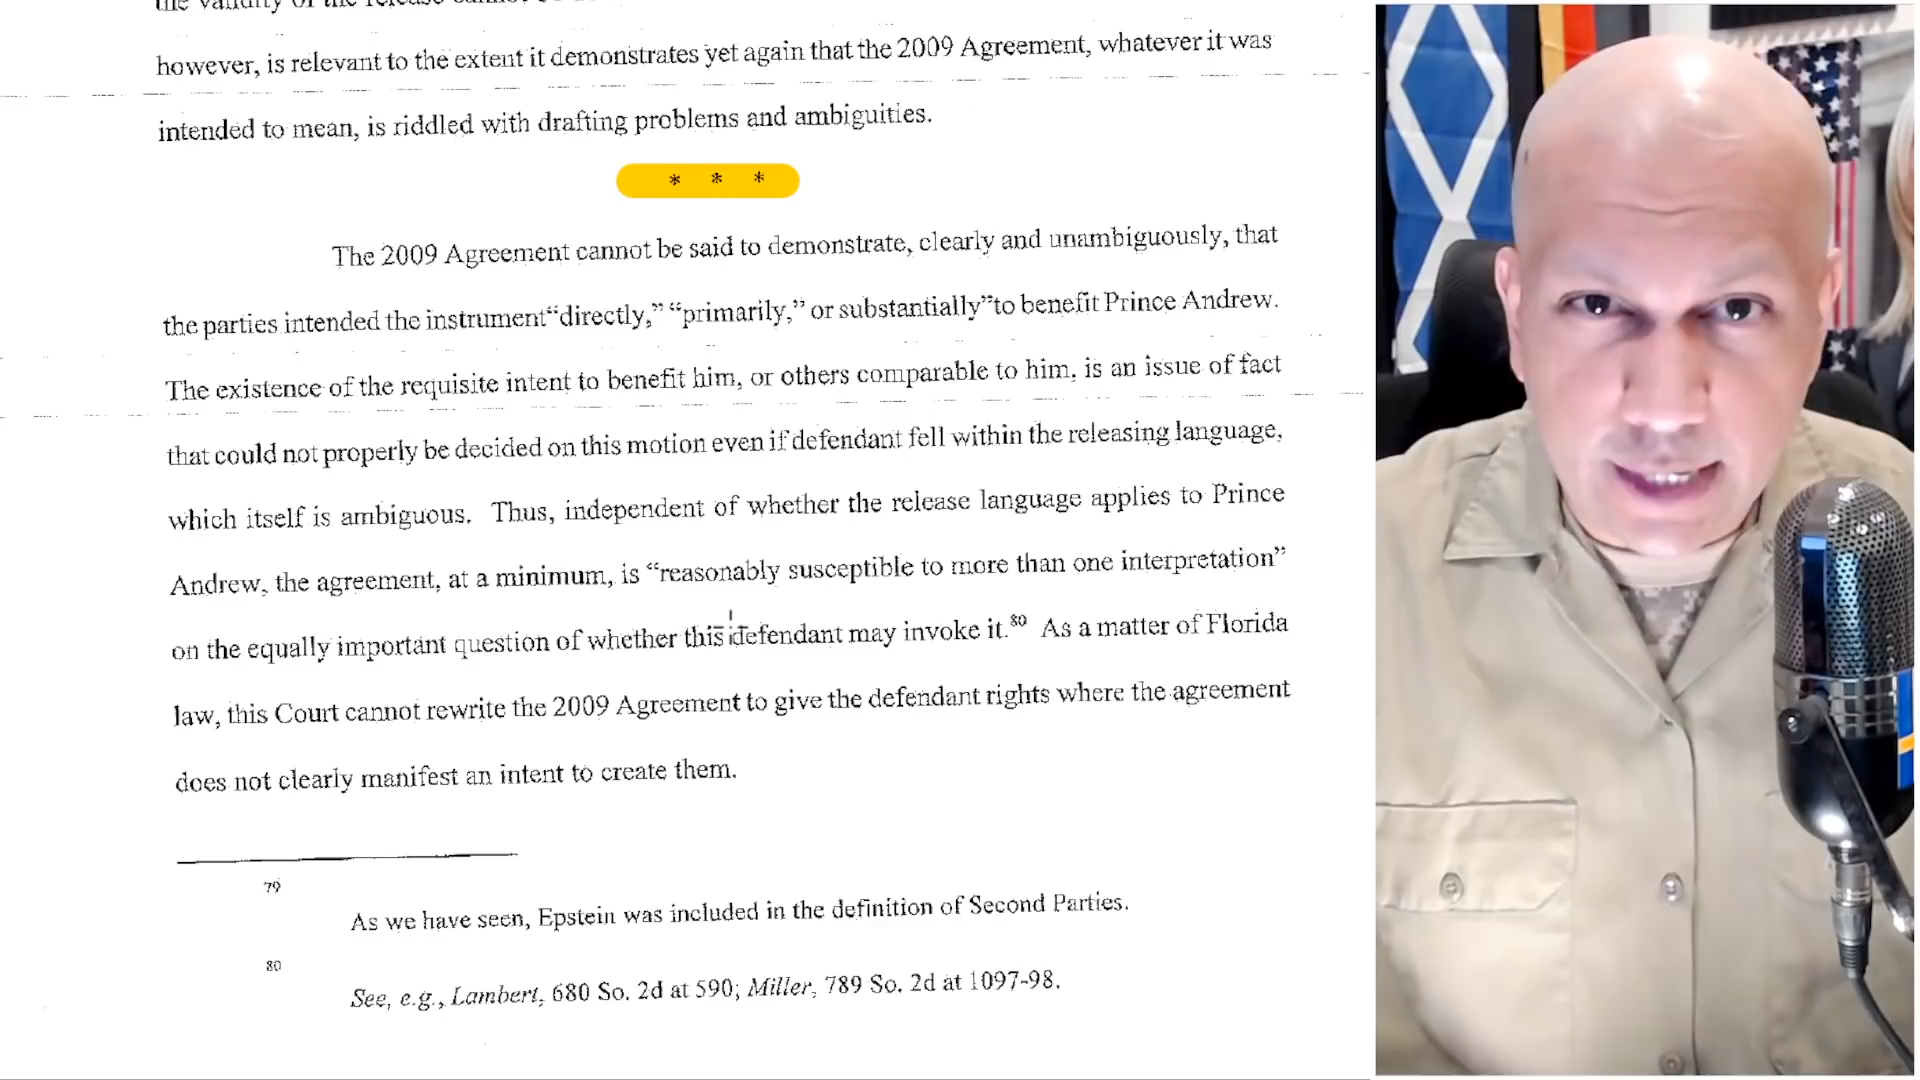 however, is relevant to the extent it demonstrates yet again that the 2009 Agreement, whatever it was
intended to mean, is riddled with drafting problems and ambiguities.
* * *
The 2009 Agreement cannot be said to demonstrate, clearly and unambiguously, that
the parties intended the instrument“directly,” “primarily,” or substantially”to benefit Prince Andrew.
The existence of the requisite intent to benefit him, or others comparable to him, is an issue of fact
that could not properly be decided on this motion even if defendant fell within the releasing language,
which itself is ambiguous. Thus, independent of whether the release language applies to Prince
Andrew, the agreement, at a minimum, is “reasonably susceptible to more than one interpretation”
on the equally important question of whether this defendant may invoke it.80 As a matter of Florida
law, this Court cannot rewrite the 2009 Agreement to give the defendant rights where the agreement
does not clearly manifest an intent to create them.
79
As we have seen, Epstein was included in the definition of Second Parties.
80
See, e.g., Lambert, 680 So. 2d at 590; Miller, 789 So. 2d at 1097-98.